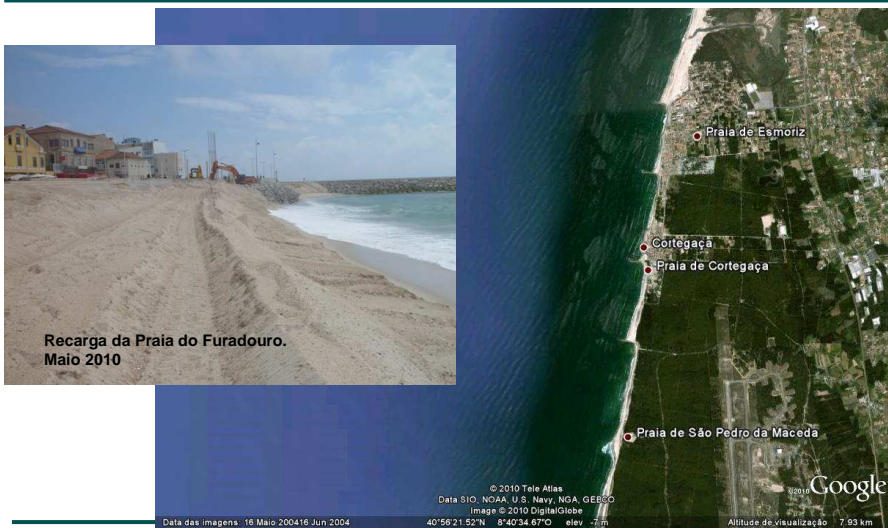 Praia de Esmoriz
Cortegaça
Praia de Cortegaça
Recarga da Praia do Furadouro.
Maio 2010
Praia de São Pedro da Maceda
©2010 Google
© 2010 Tele Atlas
Data SIO, NOAA, U.S. Navy, NGA, GEBCO
Image © 2010 DigitalGlobe
Data das imagens: 16 Maio 200416 Jun 2004 40°56'21.52"N 8°40'34.67"O elev -7 m Altitude de visualização 7.93 km